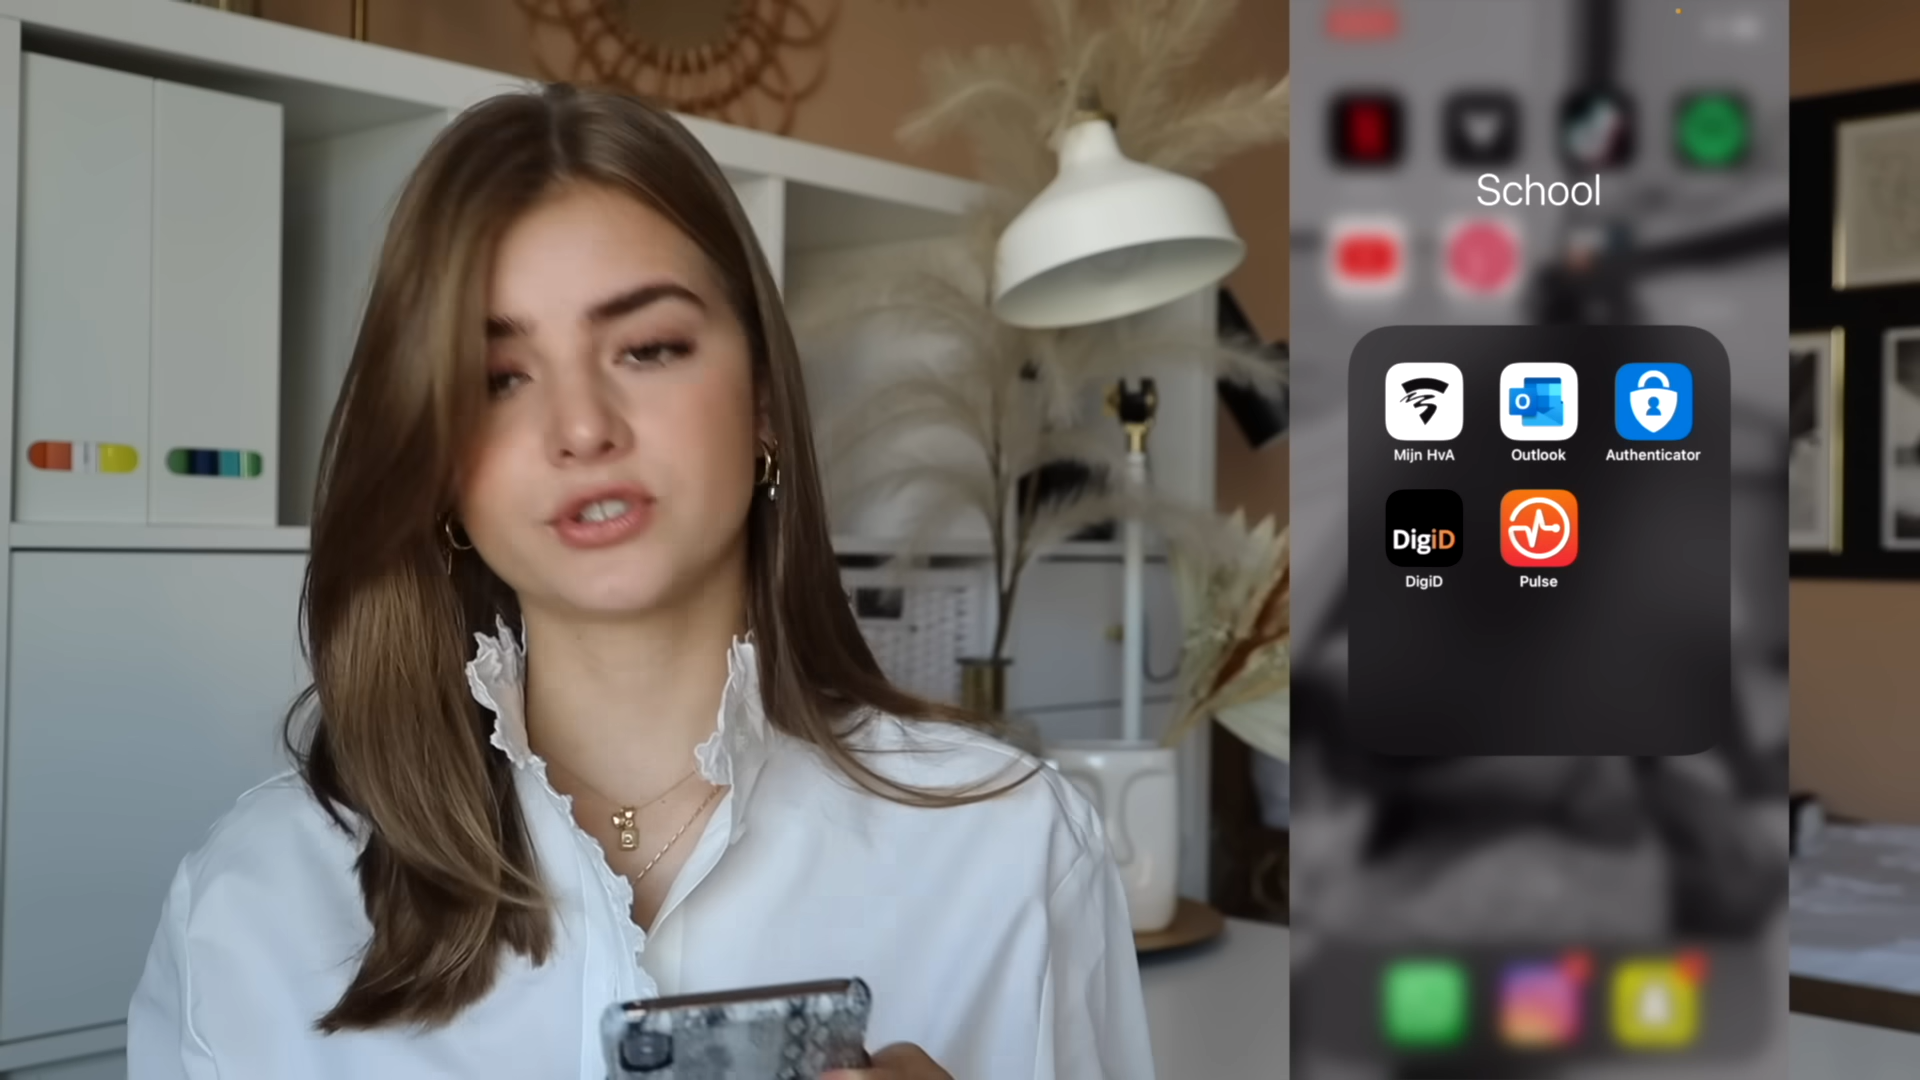 School
Mijn HvA
Outlook
Authenticator
DigiD
DigiD
Pulse